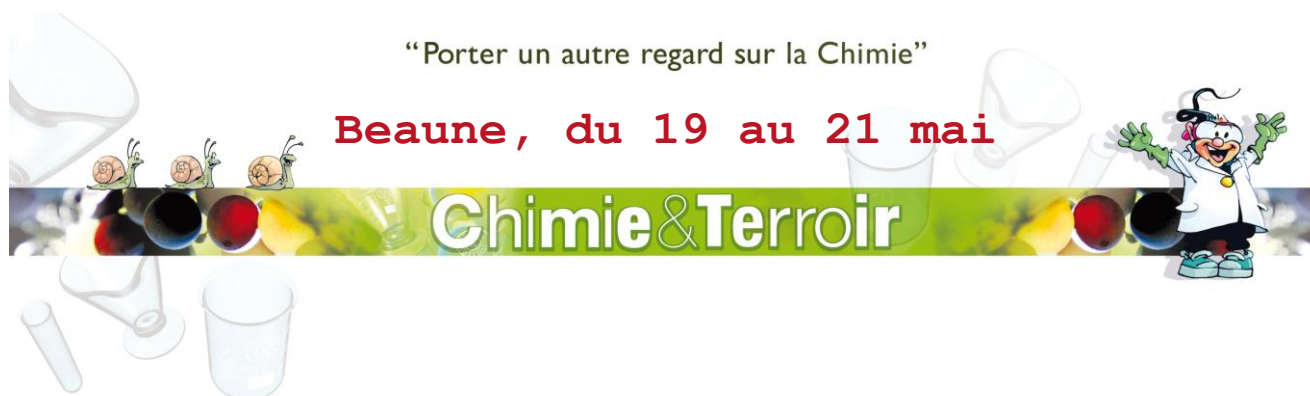 “Porter un autre regard sur la Chimie”
Beaune, du 19 au 21 mai
Chimie&Terroir